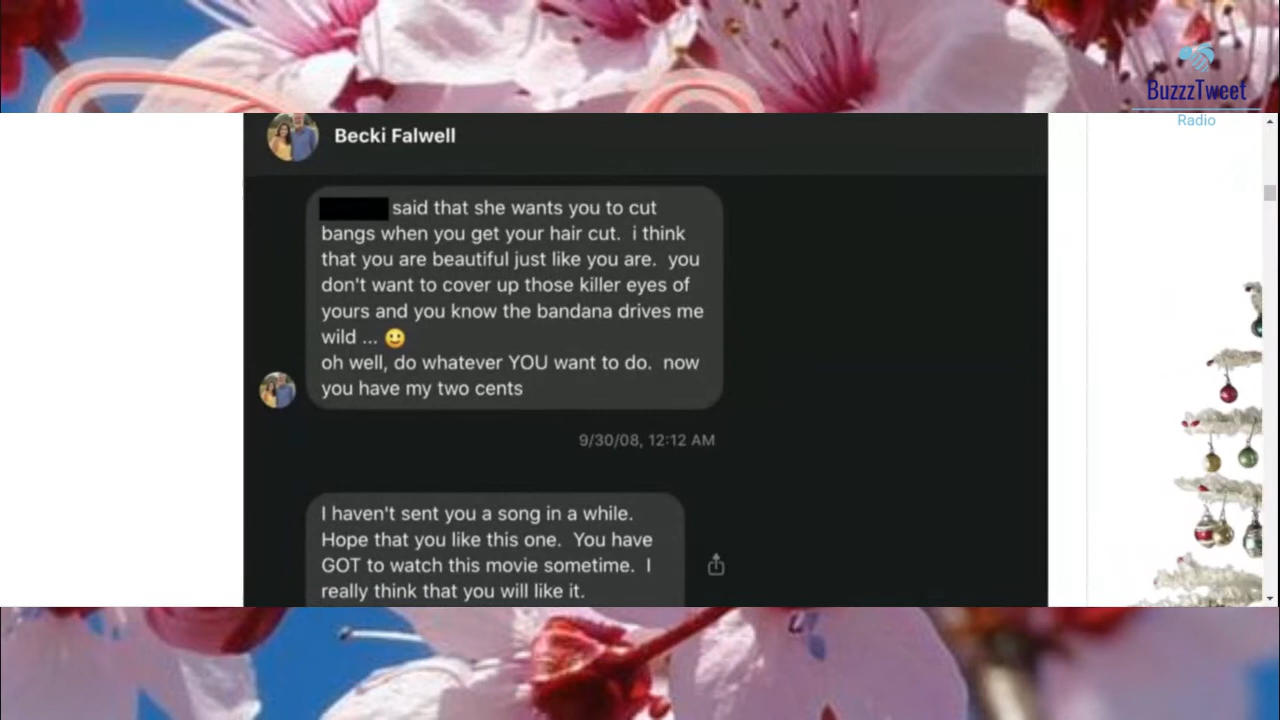 BuzzzTweet
Radio
Becki Falwell
said that she wants you to cut
bangs when you get your hair cut.  i think
that you are beautiful just like you are.  you
don't want to cover up those killer eyes of
yours and you know the bandana drives me
wild ... 😀
oh well, do whatever YOU want to do.  now
you have my two cents
9/30/08, 12:12 AM
I haven't sent you a song in a while.
Hope that you like this one.  You have
GOT to watch this movie sometime.  I
really think that you will like it.